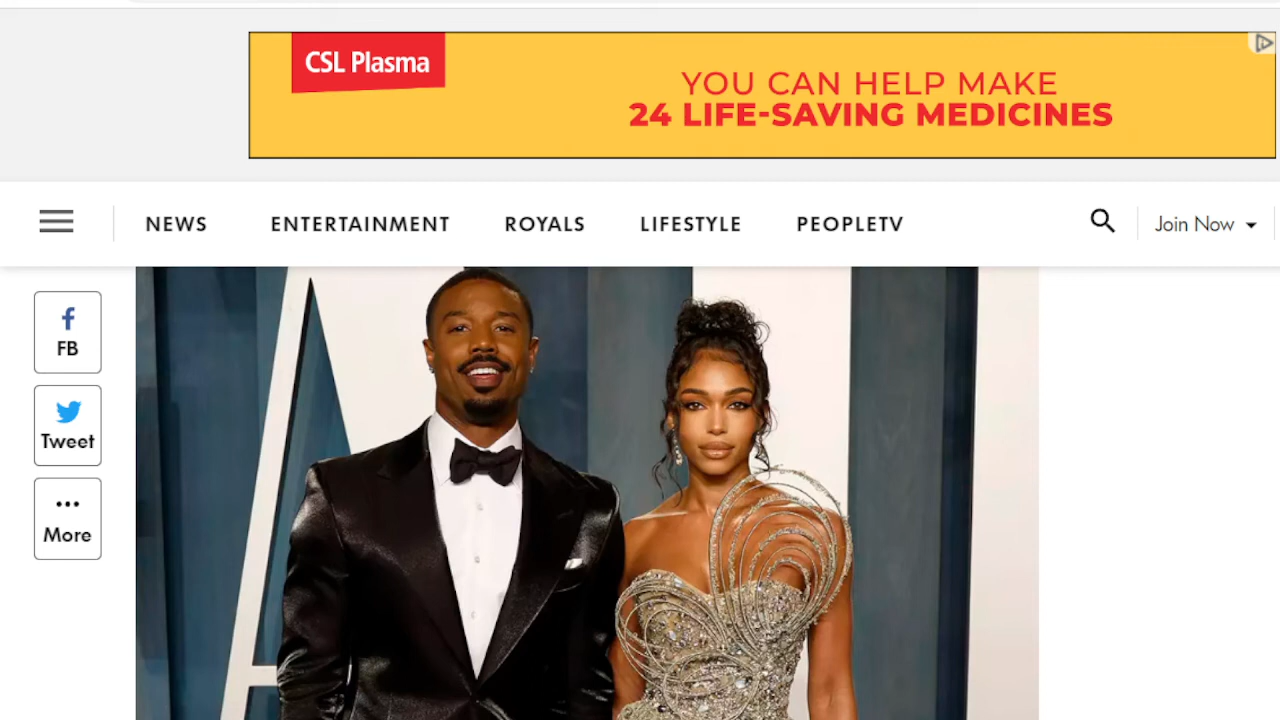 CSL Plasma
YOU CAN HELP MAKE
24 LIFE-SAVING MEDICINES
NEWS
ENTERTAINMENT
ROYALS
LIFESTYLE
PEOPLETV
Join Now
FB
Tweet
More